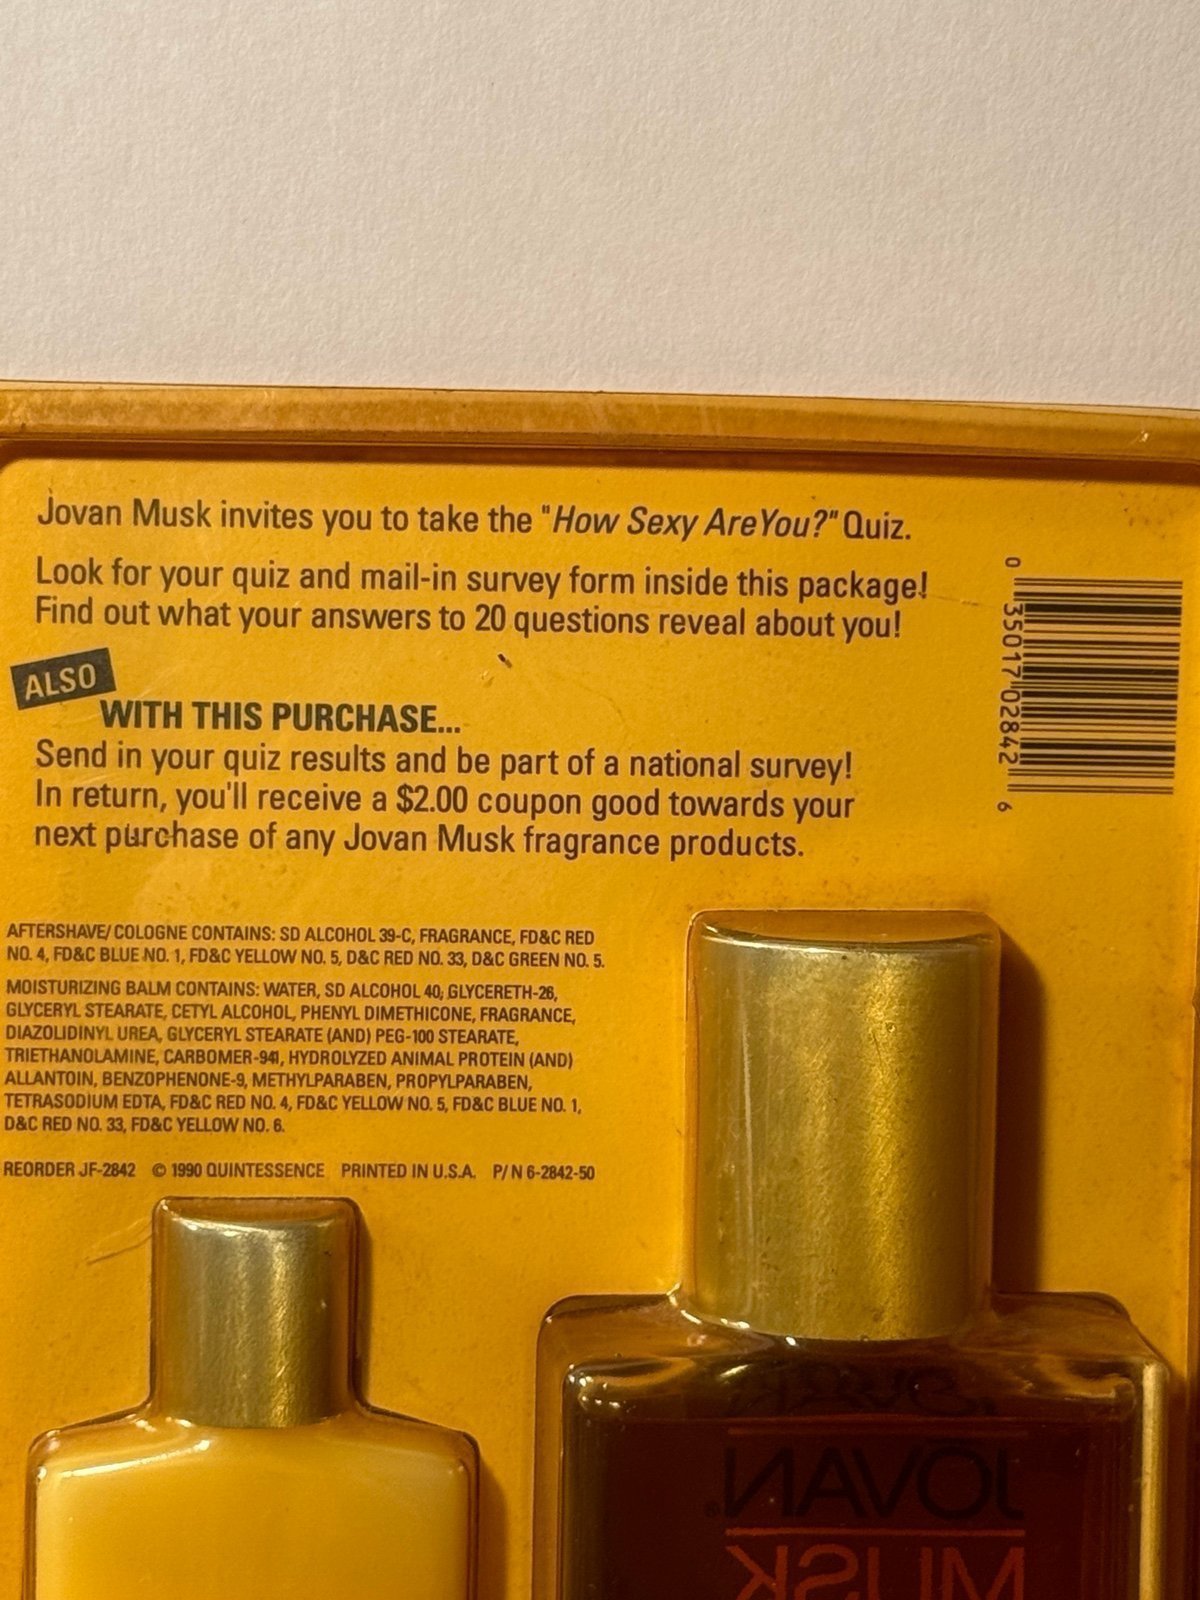 Jovan Musk invites you to take the "How Sexy Are You?" Quiz.
Look for your quiz and mail-in survey form inside this package!
Find out what your answers to 20 questions reveal about you!
ALSO
WITH THIS PURCHASE...
Send in your quiz results and be part of a national survey!
In return, you'll receive a $2.00 coupon good towards your
next purchase of any Jovan Musk fragrance products.
0 35017 02842 6
AFTERSHAVE/COLOGNE CONTAINS: SD ALCOHOL 39-C, FRAGRANCE, FD&C RED
NO. 4, FD&C BLUE NO. 1, FD&C YELLOW NO. 5, D&C RED NO. 33, D&C GREEN NO. 5.
MOISTURIZING BALM CONTAINS: WATER, SD ALCOHOL 40, GLYCERETH-26,
GLYCERYL STEARATE, CETYL ALCOHOL, PHENYL DIMETHICONE, FRAGRANCE,
DIAZOLIDINYL UREA, GLYCERYL STEARATE (AND) PEG-100 STEARATE,
TRIETHANOLAMINE, CARBOMER-941, HYDROLYZED ANIMAL PROTEIN (AND)
ALLANTOIN, BENZOPHENONE-9, METHYLPARABEN, PROPYLPARABEN,
TETRASODIUM EDTA, FD&C RED NO. 4, FD&C YELLOW NO. 5, FD&C BLUE NO. 1,
D&C RED NO. 33, FD&C YELLOW NO. 6.
REORDER JF-2842 © 1990 QUINTESSENCE PRINTED IN U.S.A. P/N 6-2842-50
JOVAN®
MUSK